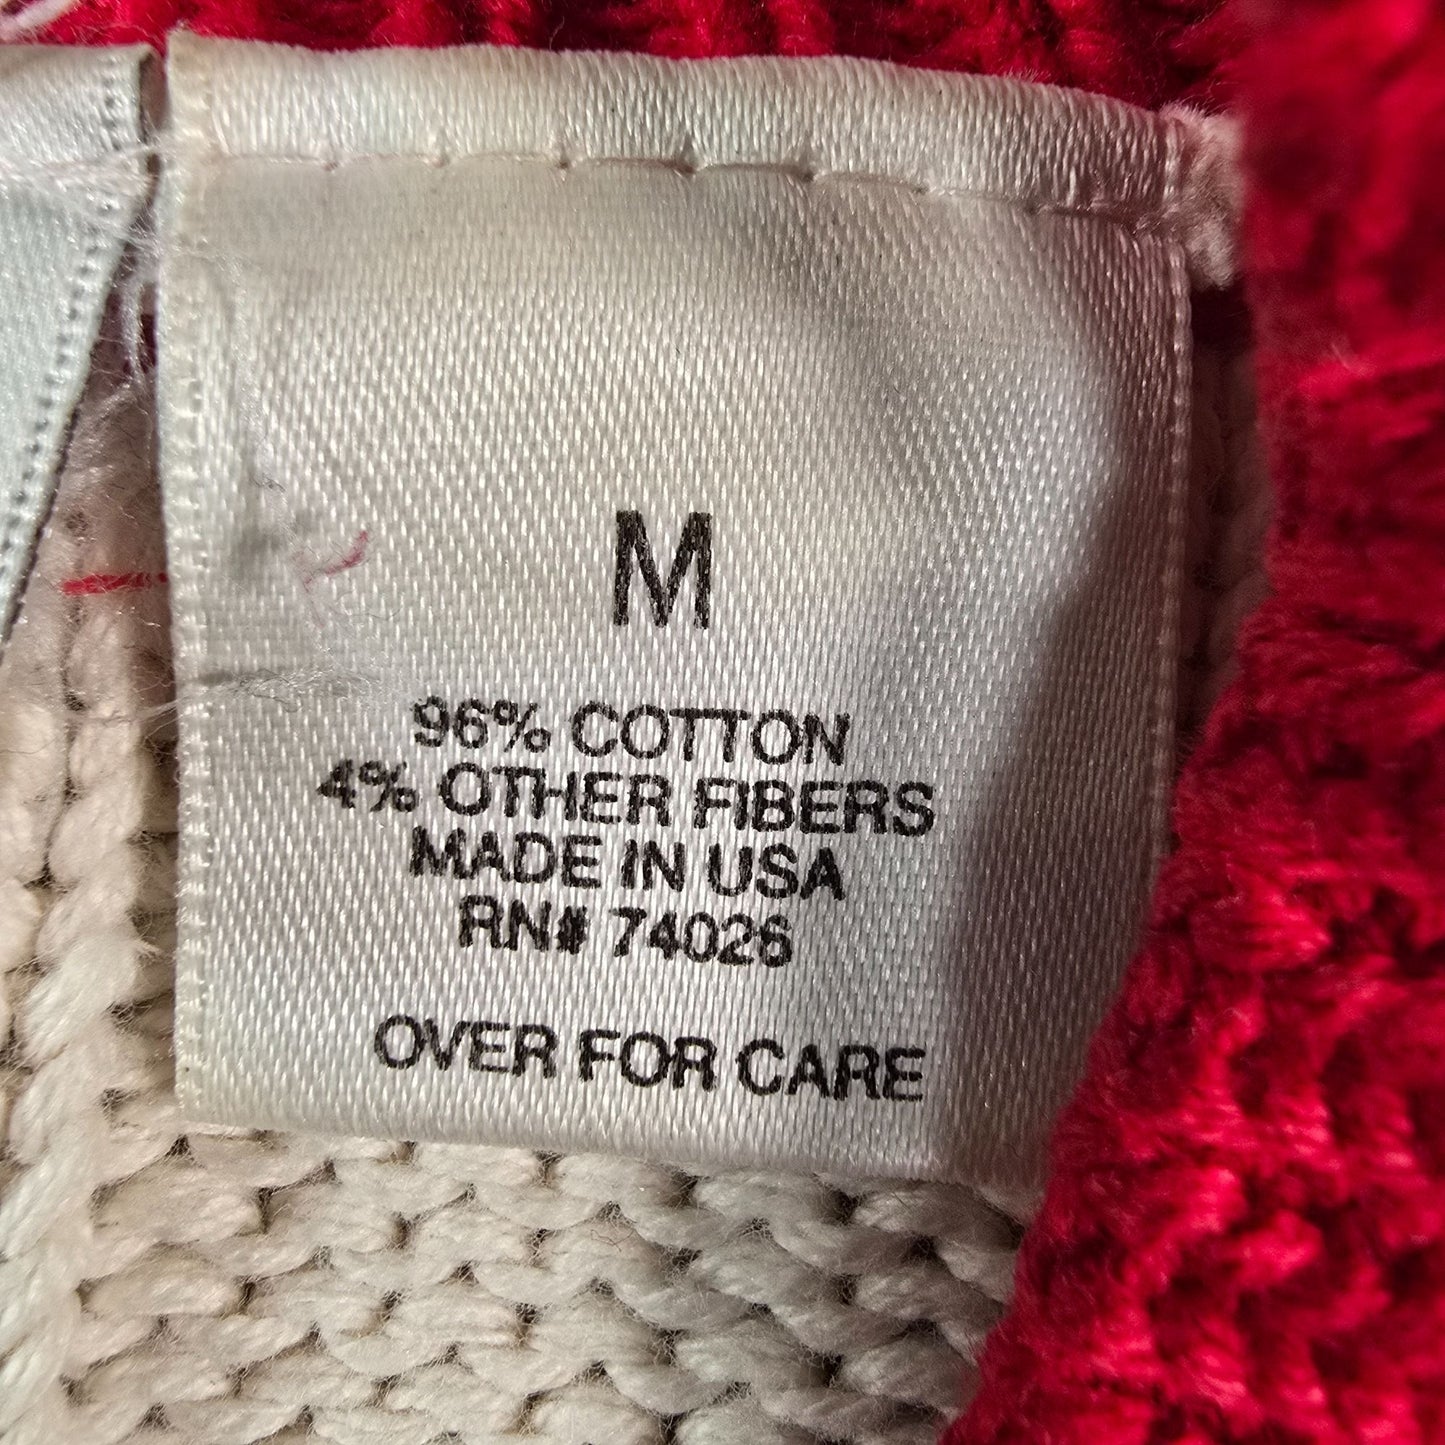 M
96% COTTON
4% OTHER FIBERS
MADE IN USA
RN# 74026
OVER FOR CARE